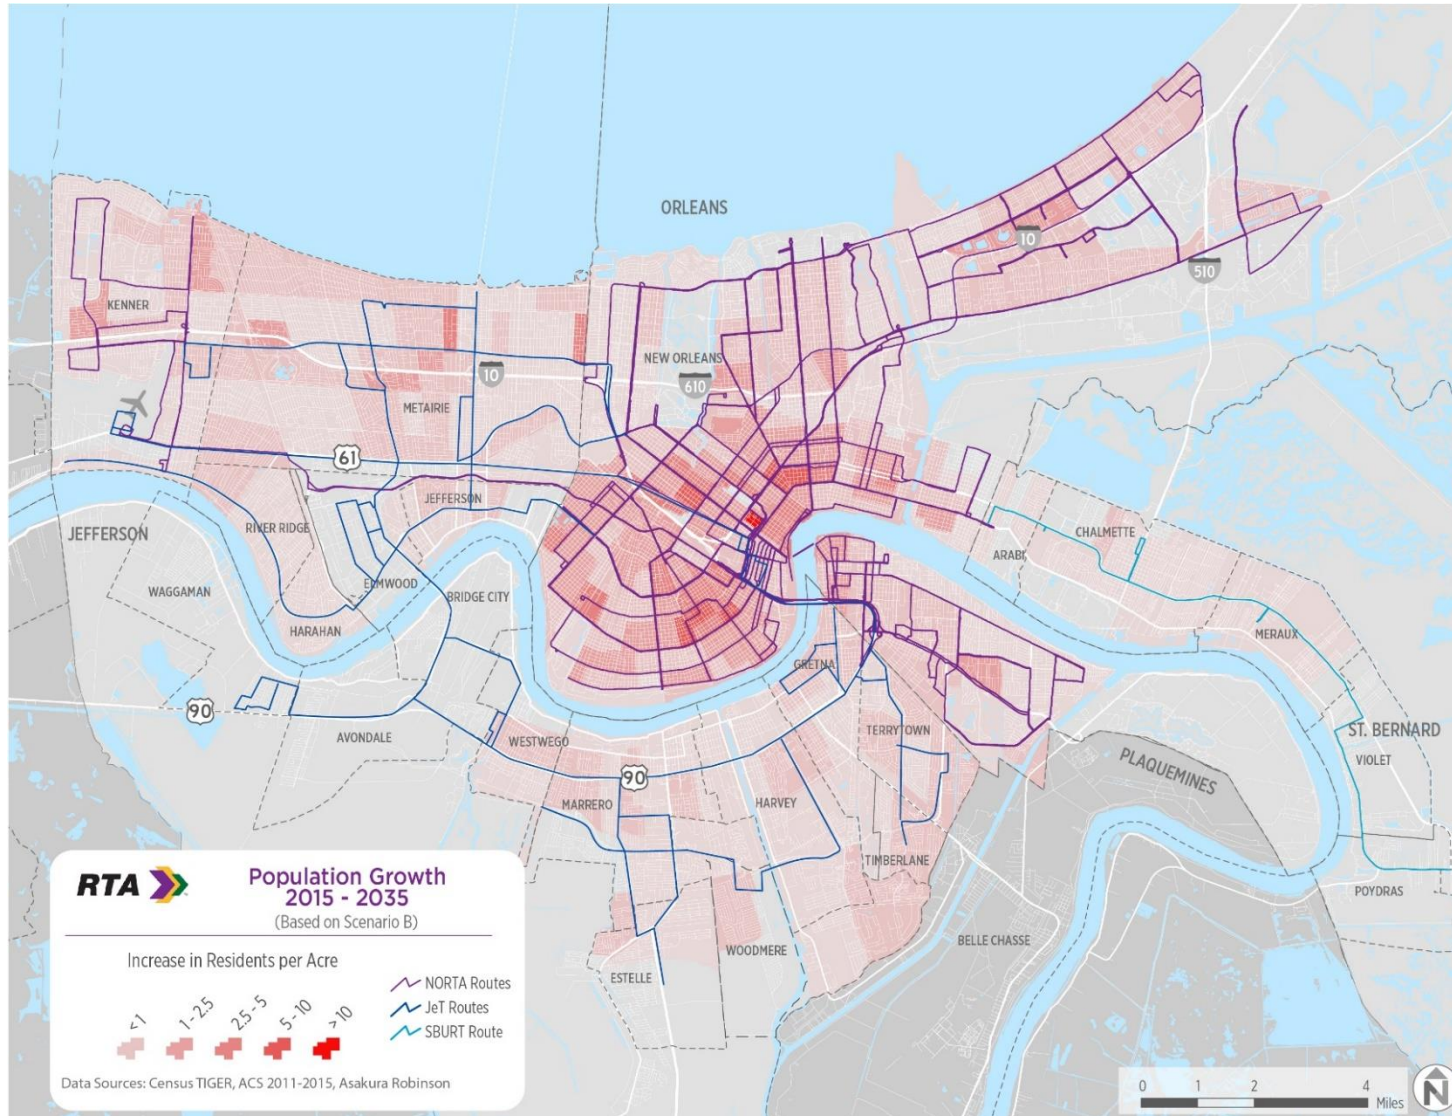 ORLEANS
10
510
KENNER
NEW ORLEANS
10
610
METAIRIE
61
JEFFERSON
RIVER RIDGE
JEFFERSON
CHALMETTE
ARABI
ELMWOOD
WAGGAMAN
BRIDGE CITY
HARAHAN
MERAUX
GRETNA
90
AVONDALE
WESTWEGO
TERRYTOWN
ST. BERNARD
VIOLET
PLAQUEMINES
90
MARRERO
HARVEY
TIMBERLANE
POYDRAS
BELLE CHASSE
WOODMERE
ESTELLE
RTA
Population Growth
2015 - 2035
(Based on Scenario B)
Increase in Residents per Acre
< 1
1 - 2.5
2.5 - 5
5 - 10
> 10
NORTA Routes
JeT Routes
SBURT Route
Data Sources: Census TIGER, ACS 2011-2015, Asakura Robinson
0 1 2 4
Miles
N